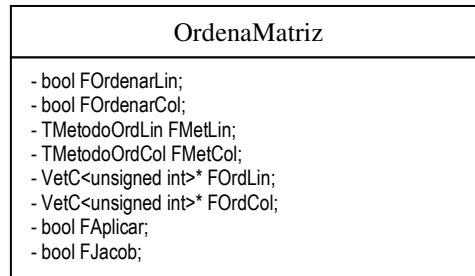 OrdenaMatriz
- bool FOrdenarLin;
- bool FOrdenarCol;
- TMetodoOrdLin FMetLin;
- TMetodoOrdCol FMetCol;
- VetC<unsigned int>* FOrdLin;
- VetC<unsigned int>* FOrdCol;
- bool FAplicar;
- bool FJacob;